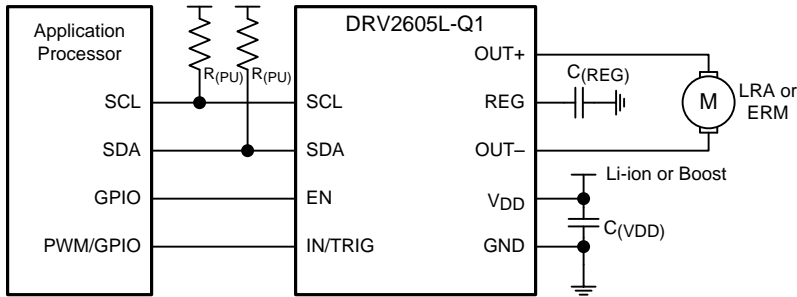 Application
Processor
SCL
SDA
GPIO
PWM/GPIO
R(PU)
R(PU)
DRV2605L-Q1
SCL
SDA
EN
IN/TRIG
OUT+
REG
OUT–
VDD
GND
C(REG)
M
LRA or
ERM
Li-ion or Boost
C(VDD)